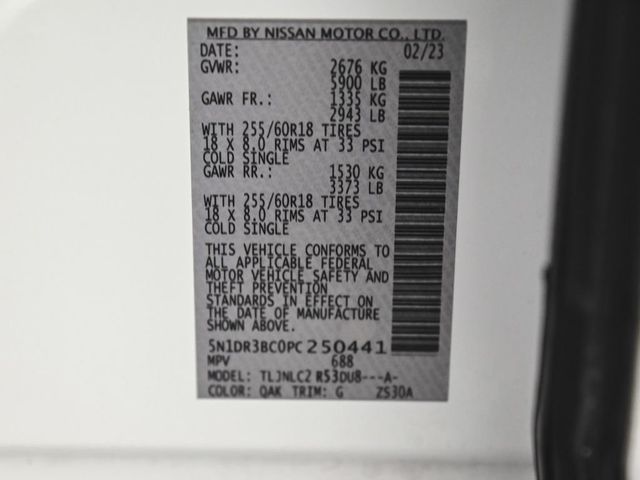 MFD BY NISSAN MOTOR CO., LTD.
DATE: 02/23
GVWR: 2676 KG
5900 LB
GAWR FR.: 1335 KG
2943 LB
WITH 255/60R18 TIRES
18 X 8.0 RIMS AT 33 PSI
COLD SINGLE
GAWR RR.: 1530 KG
3373 LB
WITH 255/60R18 TIRES
18 X 8.0 RIMS AT 33 PSI
COLD SINGLE
THIS VEHICLE CONFORMS TO
ALL APPLICABLE FEDERAL
MOTOR VEHICLE SAFETY AND
THEFT PREVENTION
STANDARDS IN EFFECT ON
THE DATE OF MANUFACTURE
SHOWN ABOVE.
5N1DR3BC0PC 250441
MPV 688
MODEL: TLJNLC2 R53DU8---A-
COLOR: QAK TRIM: G ZS30A